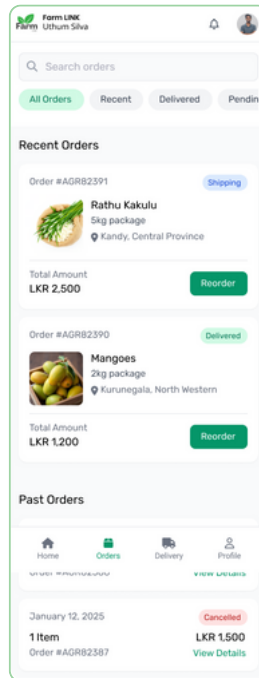 Farm LINK
Farm Uthum Silva
Search orders
All Orders Recent Delivered Pendin
Recent Orders
Order #AGR82391 Shipping
Rathu Kakulu
5kg package
Kandy, Central Province
Total Amount
LKR 2,500 Reorder
Order #AGR82390 Delivered
Mangoes
2kg package
Kurunegala, North Western
Total Amount
LKR 1,200 Reorder
Past Orders
Home Orders Delivery Profile
View Details
January 12, 2025 Cancelled
1 Item LKR 1,500
Order #AGR82387 View Details